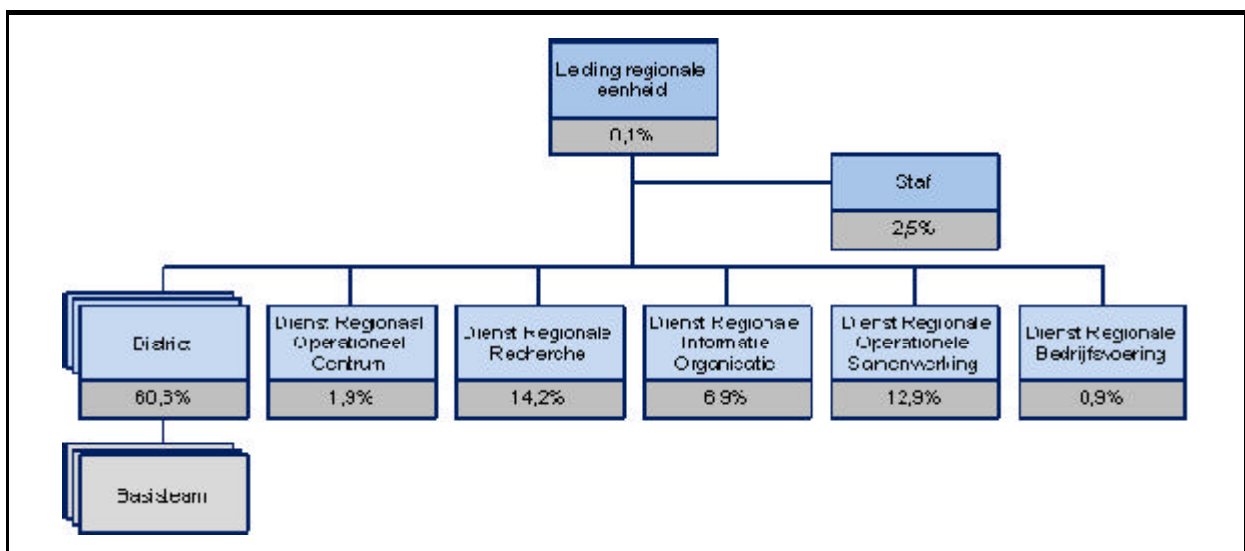 Leiding regionale
eenheid
0,1%
Staf
2,5%
District
Dienst Regionaal
Operationeel
Centrum
1,9%
Dienst Regionale
Recherche
14,2%
Dienst Regionale
Informatie
Organisatie
6,9%
Dienst Regionale
Operationele
Samenwerking
12,9%
Dienst Regionale
Bedrijfsvoering
0,9%
Basisteam